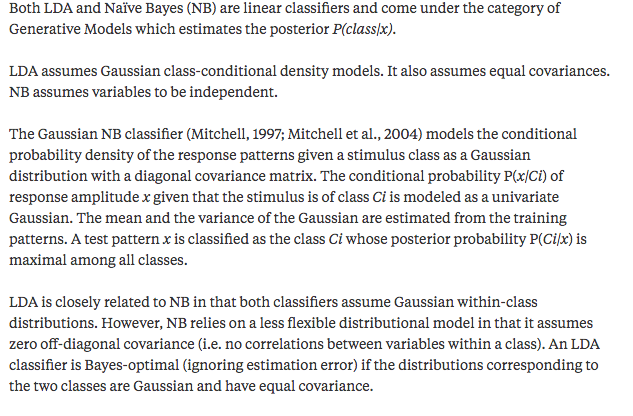 Both LDA and Naïve Bayes (NB) are linear classifiers and come under the category of
Generative Models which estimates the posterior P(class|x).
LDA assumes Gaussian class-conditional density models. It also assumes equal covariances.
NB assumes variables to be independent.
The Gaussian NB classifier (Mitchell, 1997; Mitchell et al., 2004) models the conditional
probability density of the response patterns given a stimulus class as a Gaussian
distribution with a diagonal covariance matrix. The conditional probability P(x|Ci) of
response amplitude x given that the stimulus is of class Ci is modeled as a univariate
Gaussian. The mean and the variance of the Gaussian are estimated from the training
patterns. A test pattern x is classified as the class Ci whose posterior probability P(Ci|x) is
maximal among all classes.
LDA is closely related to NB in that both classifiers assume Gaussian within-class
distributions. However, NB relies on a less flexible distributional model in that it assumes
zero off-diagonal covariance (i.e. no correlations between variables within a class). An LDA
classifier is Bayes-optimal (ignoring estimation error) if the distributions corresponding to
the two classes are Gaussian and have equal covariance.